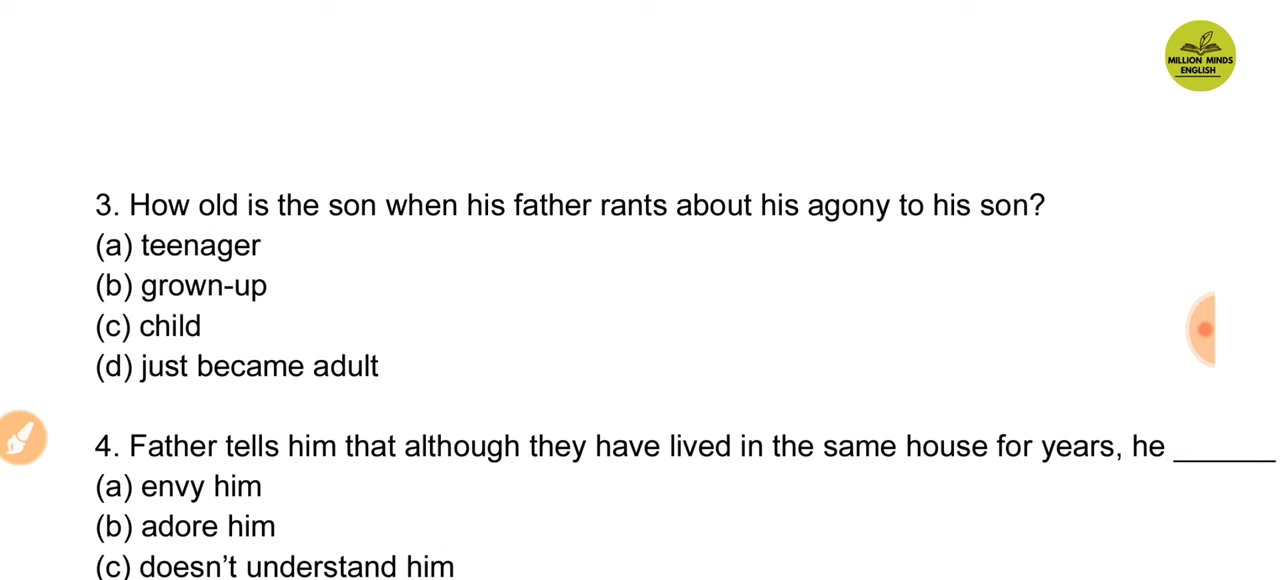 MILLION MINDS
ENGLISH
3. How old is the son when his father rants about his agony to his son?
(a) teenager
(b) grown-up
(c) child
(d) just became adult
4. Father tells him that although they have lived in the same house for years, he ______
(a) envy him
(b) adore him
(c) doesn’t understand him